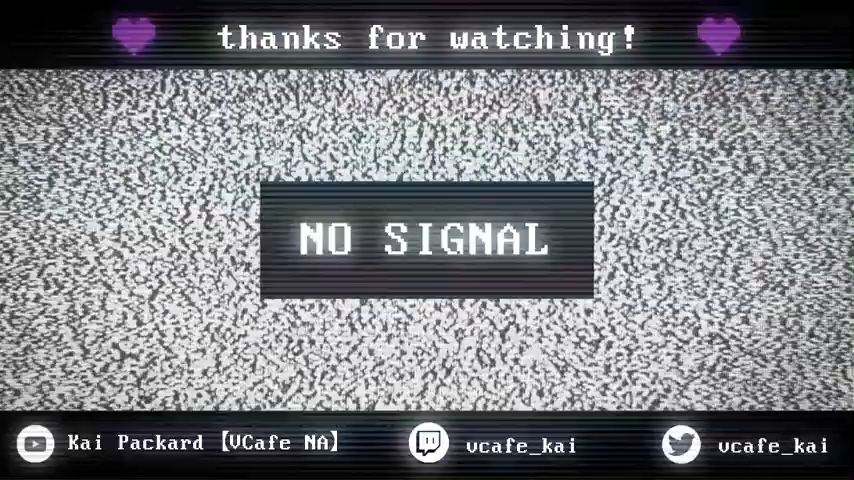 thanks for watching!
NO SIGNAL
Kai Packard 【VCafe NA】
vcafe_kai
vcafe_kai